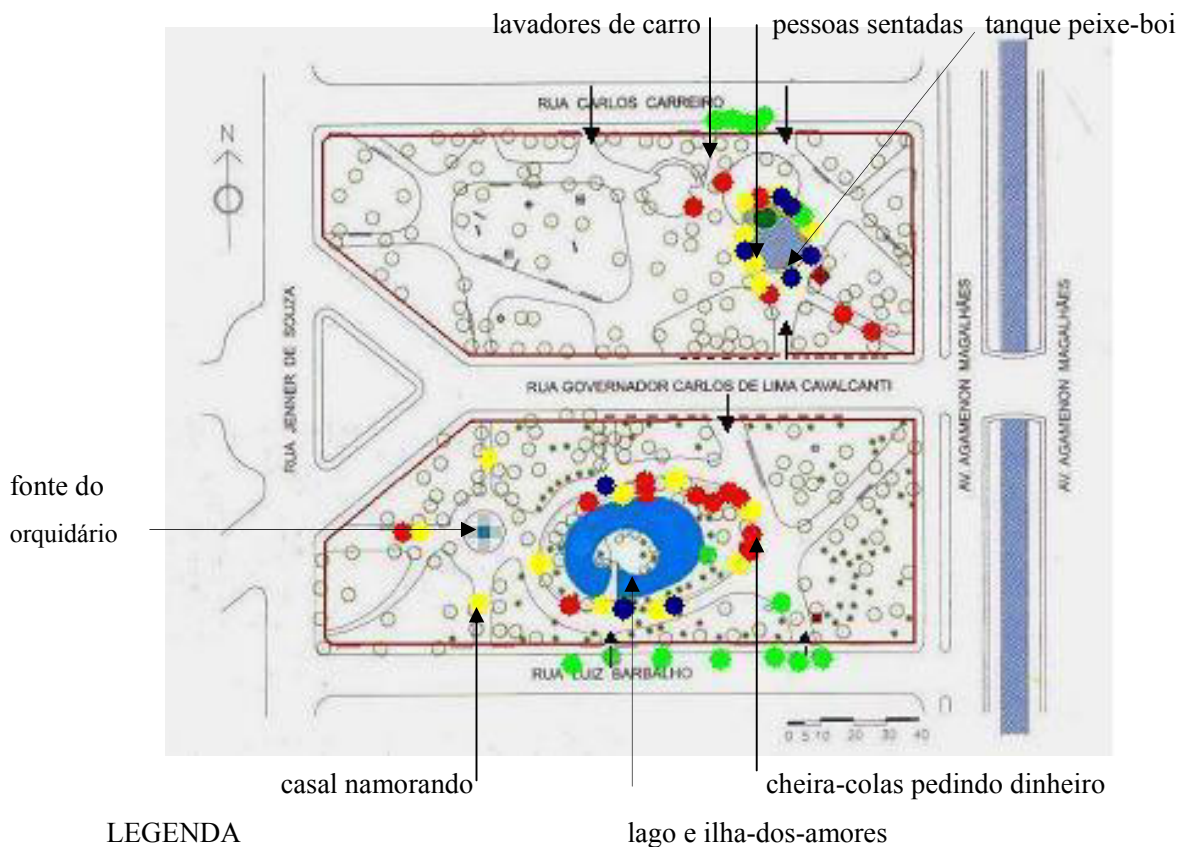 lavadores de carro pessoas sentadas tanque peixe-boi
RUA CARLOS CARREIRO
N
RUA JENNER DE SOUZA
AV AGAMENON MAGALHÃES
AV AGAMENON MAGALHÃES
RUA GOVERNADOR CARLOS DE LIMA CAVALCANTI
fonte do
orquidário
RUA LUIZ BARBALHO
0 5 10 20 30 40
casal namorando cheira-colas pedindo dinheiro
LEGENDA lago e ilha-dos-amores